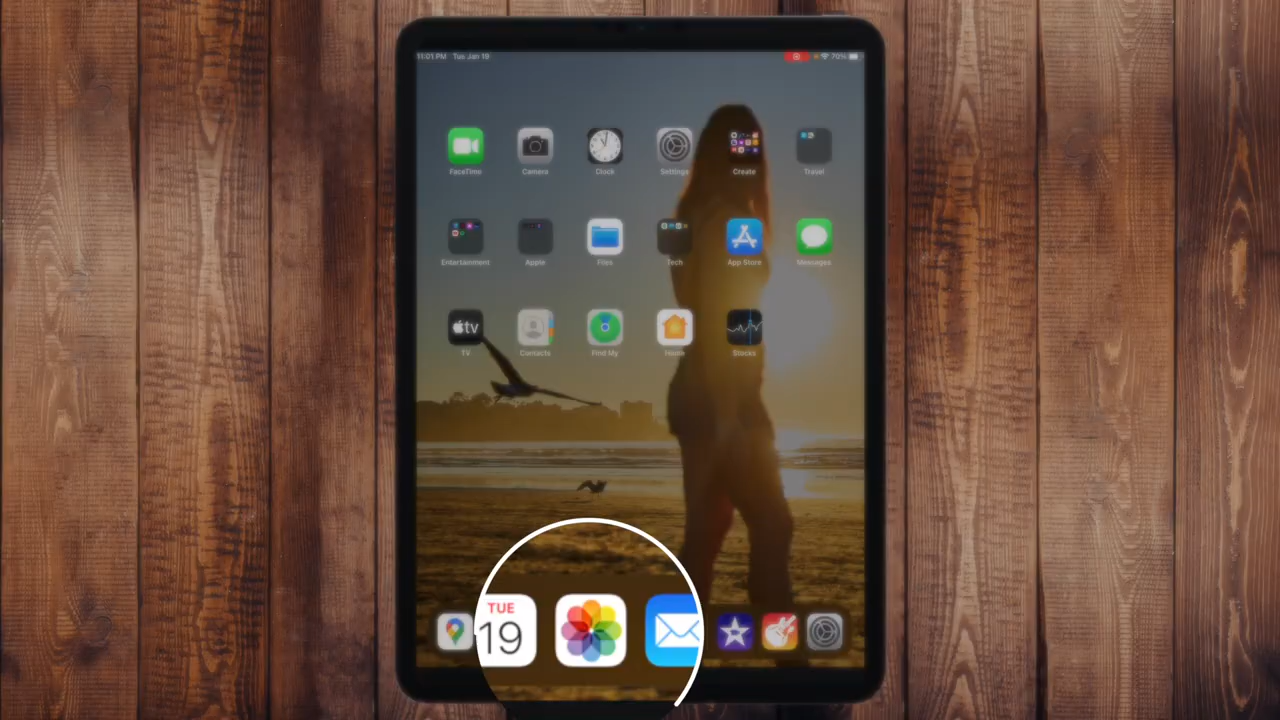 11:01 PM Tue Jan 19
70%
FaceTime Camera Clock Settings Create Travel
Entertainment Apple Files Tech App Store Messages
tv
TV Contacts Find My Home Stocks
TUE
19